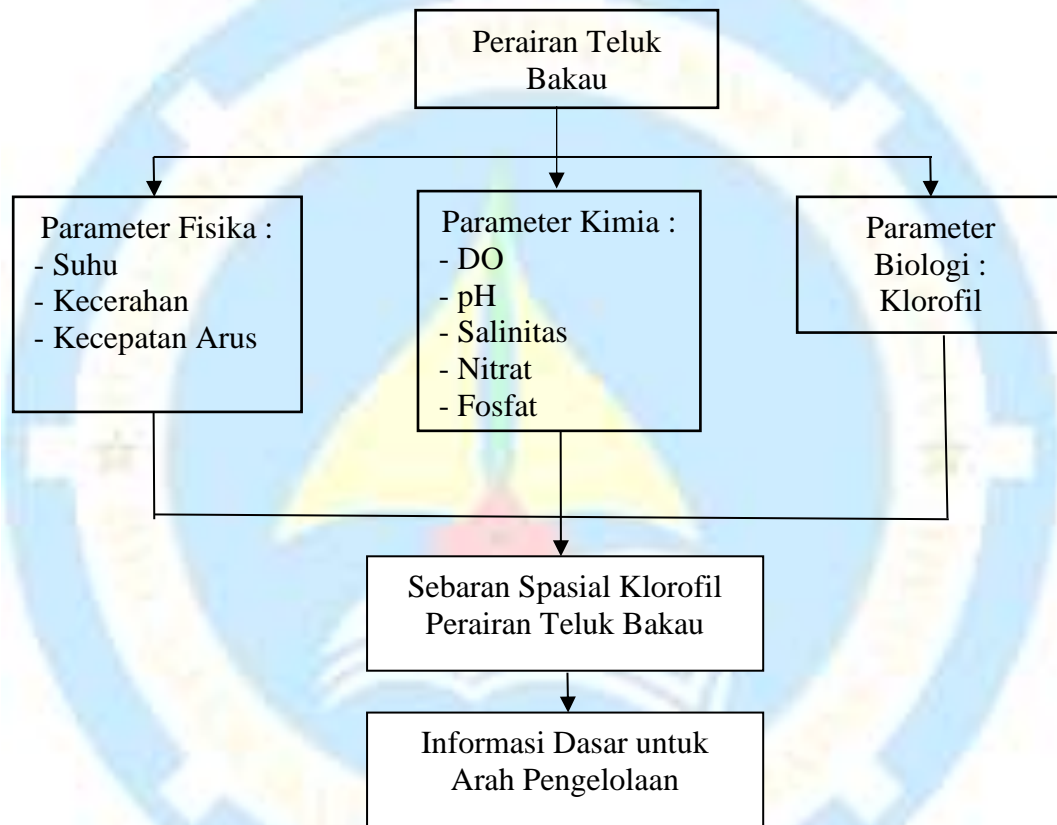 Perairan Teluk
Bakau
Parameter Fisika :
- Suhu
- Kecerahan
- Kecepatan Arus
Parameter Kimia :
- DO
- pH
- Salinitas
- Nitrat
- Fosfat
Parameter
Biologi :
Klorofil
Sebaran Spasial Klorofil
Perairan Teluk Bakau
Informasi Dasar untuk
Arah Pengelolaan